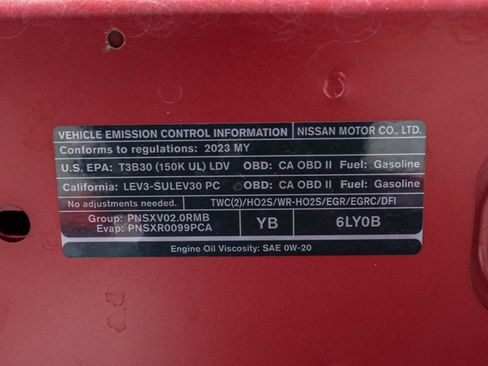 VEHICLE EMISSION CONTROL INFORMATION NISSAN MOTOR CO., LTD.
Conforms to regulations: 2023 MY
U.S. EPA: T3B30 (150K UL) LDV OBD: CA OBD II Fuel: Gasoline
California: LEV3-SULEV30 PC OBD: CA OBD II Fuel: Gasoline
No adjustments needed. TWC(2)/HO2S/WR-HO2S/EGR/EGRC/DFI
Group: PNSXV02.0RMB
Evap: PNSXR0099PCA
YB 6LY0B
Engine Oil Viscosity: SAE 0W-20